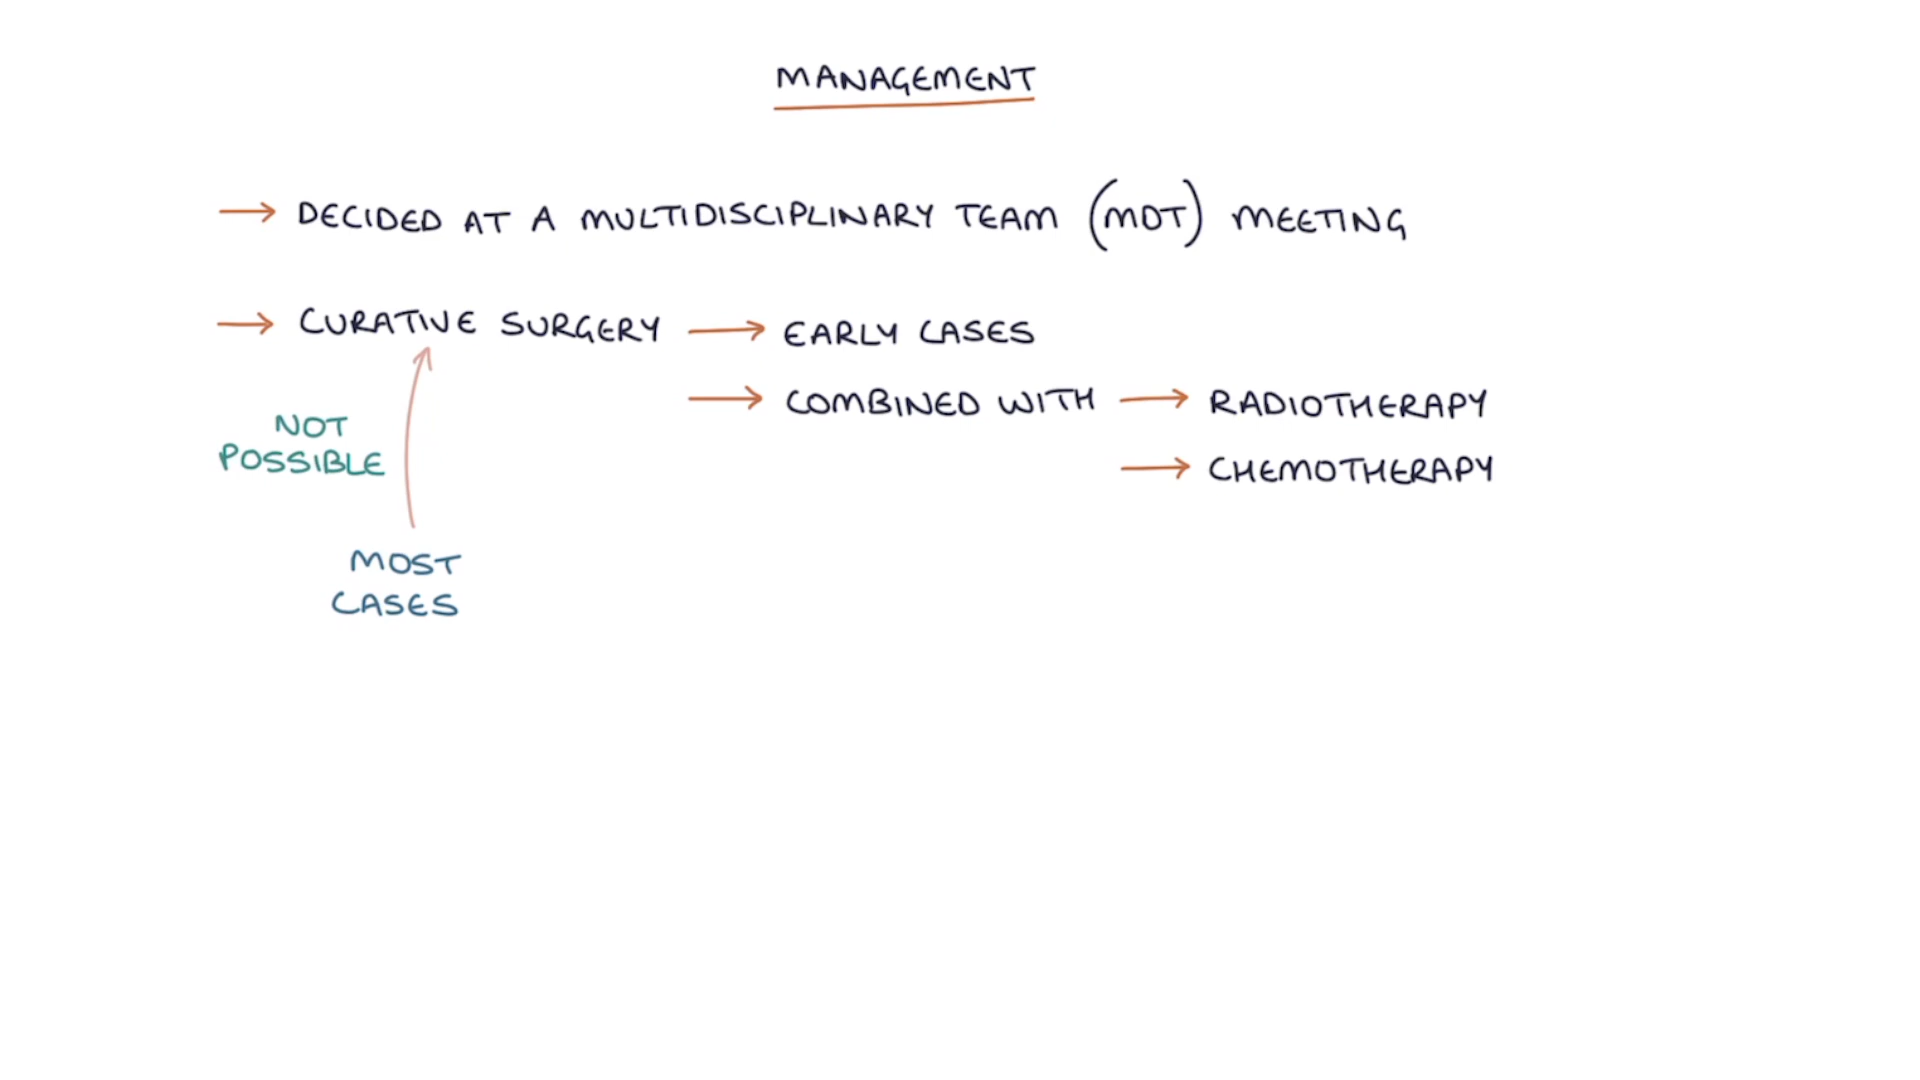 MANAGEMENT
→ DECIDED AT A MULTIDISCIPLINARY TEAM (MDT) MEETING
→ CURATIVE SURGERY → EARLY CASES
→ COMBINED WITH → RADIOTHERAPY
→ CHEMOTHERAPY
NOT
POSSIBLE
MOST
CASES